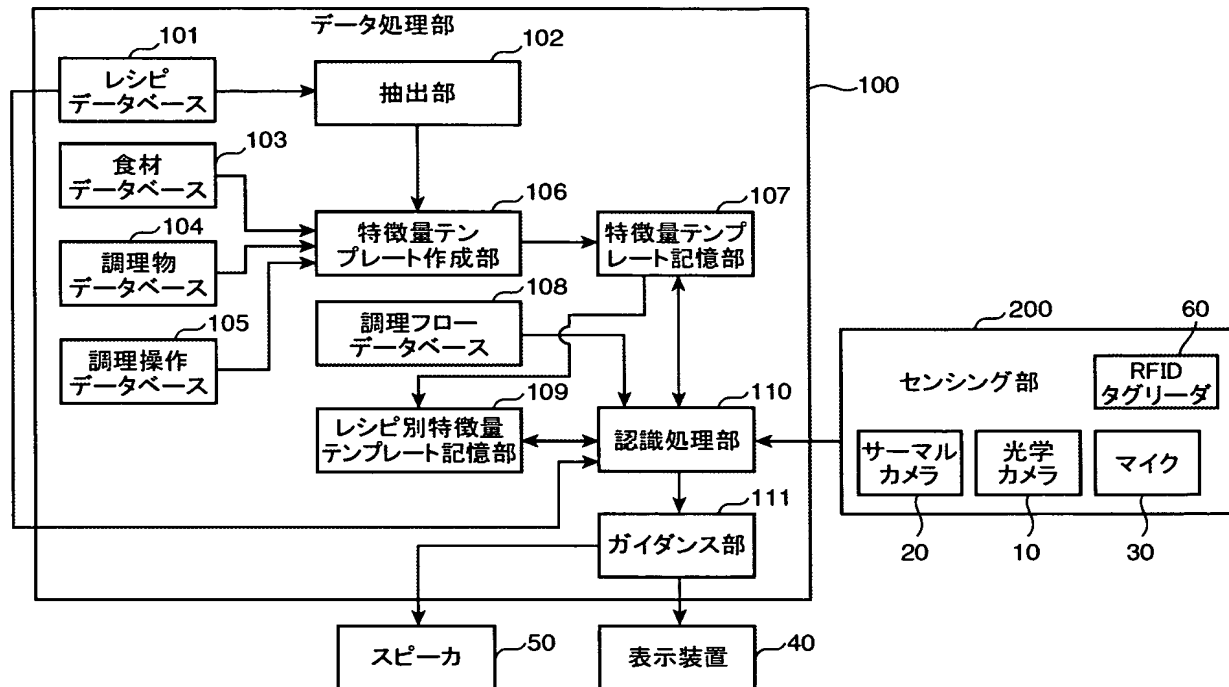 データ処理部
101
レシピ
データベース
102
抽出部
100
103
食材
データベース
104
調理物
データベース
105
調理操作
データベース
106
特徴量テン
プレート作成部
107
特徴量テンプ
レート記憶部
108
調理フロー
データベース
109
レシピ別特徴量
テンプレート記憶部
110
認識処理部
111
ガイダンス部
200
センシング部
60
RFID
タグリーダ
サーマル
カメラ
20
光学
カメラ
10
マイク
30
スピーカ
50
表示装置
40